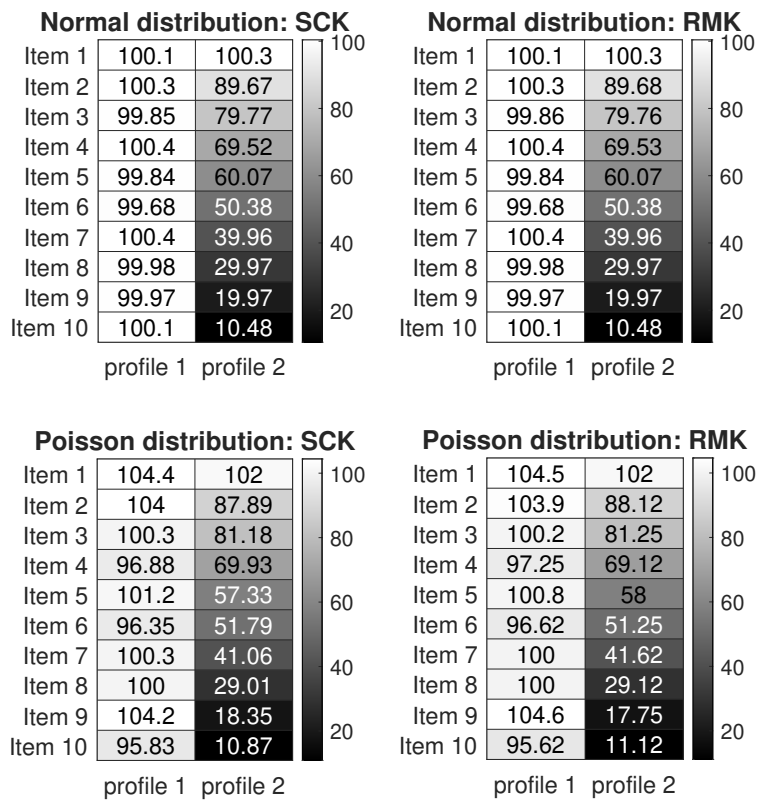 Normal distribution: SCK
Item 1 100.1 100.3 100
Item 2 100.3 89.67
Item 3 99.85 79.77 80
Item 4 100.4 69.52
Item 5 99.84 60.07 60
Item 6 99.68 50.38
Item 7 100.4 39.96 40
Item 8 99.98 29.97
Item 9 99.97 19.97 20
Item 10 100.1 10.48
profile 1 profile 2
Normal distribution: RMK
Item 1 100.1 100.3 100
Item 2 100.3 89.68
Item 3 99.86 79.76 80
Item 4 100.4 69.53
Item 5 99.84 60.07 60
Item 6 99.68 50.38
Item 7 100.4 39.96 40
Item 8 99.98 29.97
Item 9 99.97 19.97 20
Item 10 100.1 10.48
profile 1 profile 2
Poisson distribution: SCK
Item 1 104.4 102 100
Item 2 104 87.89
Item 3 100.3 81.18 80
Item 4 96.88 69.93
Item 5 101.2 57.33 60
Item 6 96.35 51.79
Item 7 100.3 41.06 40
Item 8 100 29.01
Item 9 104.2 18.35 20
Item 10 95.83 10.87
profile 1 profile 2
Poisson distribution: RMK
Item 1 104.5 102 100
Item 2 103.9 88.12
Item 3 100.2 81.25 80
Item 4 97.25 69.12
Item 5 100.8 58 60
Item 6 96.62 51.25
Item 7 100 41.62 40
Item 8 100 29.12
Item 9 104.6 17.75 20
Item 10 95.62 11.12
profile 1 profile 2